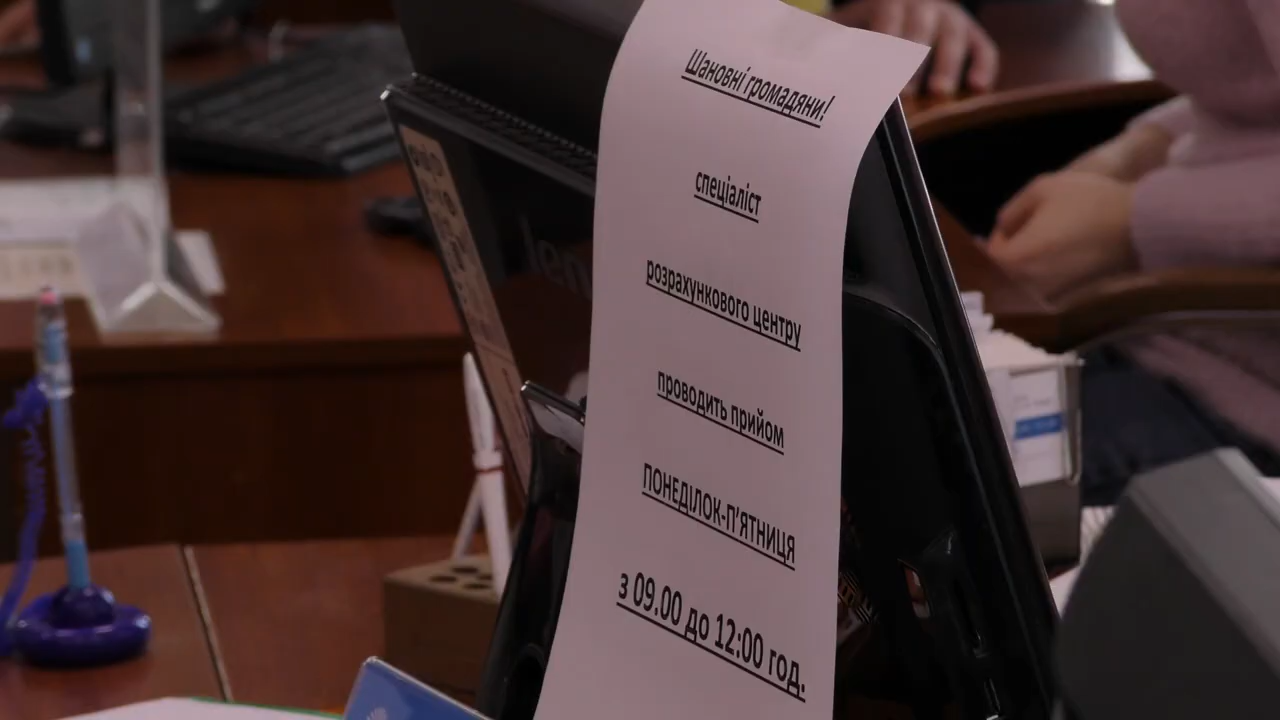 Шановні громадяни!
спеціаліст
розрахункового центру
проводить прийом
ПОНЕДІЛОК-П'ЯТНИЦЯ
з 09.00 до 12:00 год.